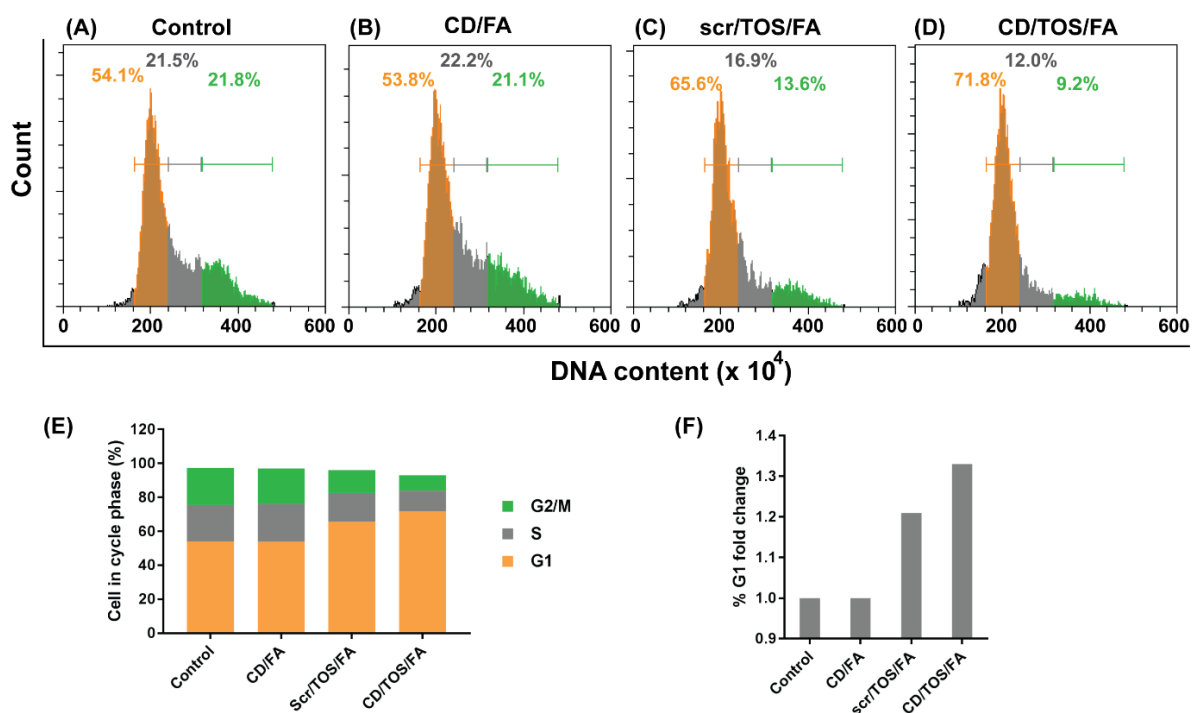 (A) Control
(B) CD/FA
(C) scr/TOS/FA
(D) CD/TOS/FA
Count
54.1%
21.5%
21.8%
53.8%
22.2%
21.1%
65.6%
16.9%
13.6%
71.8%
12.0%
9.2%
0 200 400 600
0 200 400 600
0 200 400 600
0 200 400 600
DNA content (x 10⁴)
(E)
Cell in cycle phase (%)
120
100
80
60
40
20
0
Control
CD/FA
Scr/TOS/FA
CD/TOS/FA
G2/M
S
G1
(F)
% G1 fold change
1.4
1.3
1.2
1.1
1.0
0.9
Control
CD/FA
scr/TOS/FA
CD/TOS/FA